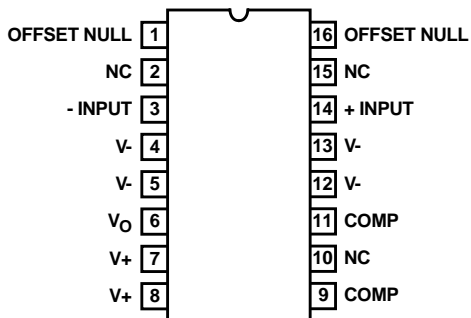 OFFSET NULL 1 16 OFFSET NULL
NC 2 15 NC
- INPUT 3 14 + INPUT
V- 4 13 V-
V- 5 12 V-
VO 6 11 COMP
V+ 7 10 NC
V+ 8 9 COMP